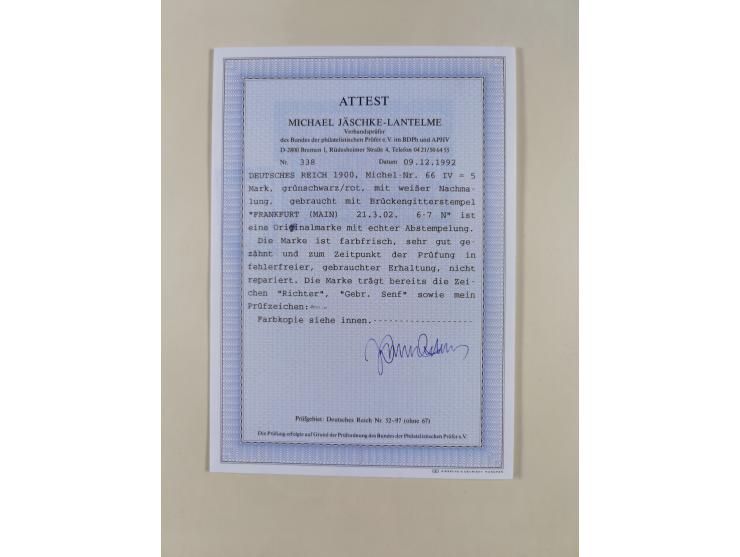 ATTEST
MICHAEL JÄSCHKE-LANTELME
Verbandsprüfer
des Bundes der philatelistischen Prüfer e.V. im BDPh und APHV
D-2800 Bremen 1, Rüdesheimer Straße 4, Telefon 04 21/50 64 55
Nr. 338 Datum 09.12.1992
DEUTSCHES REICH 1900, Michel-Nr. 66 IV = 5
Mark, grünschwarz/rot, mit weißer Nachma-
lung, gebraucht mit Brückengitterstempel
"FRANKFURT (MAIN) 21.3.02. 6-7 N" ist
eine Originalmarke mit echter Abstempelung.
Die Marke ist farbfrisch, sehr gut ge-
zähnt und zum Zeitpunkt der Prüfung in
fehlerfreier, gebrauchter Erhaltung, nicht
repariert. Die Marke trägt bereits die Zei-
chen "Richter", "Gebr. Senf" sowie mein
Prüfzeichen:
Farbkopie siehe innen.-------------------
Prüfgebiet: Deutsches Reich Nr. 52-97 (ohne 67)
Die Prüfung erfolgte auf Grund der Prüfordnung des Bundes der Philatelistischen Prüfer e.V.